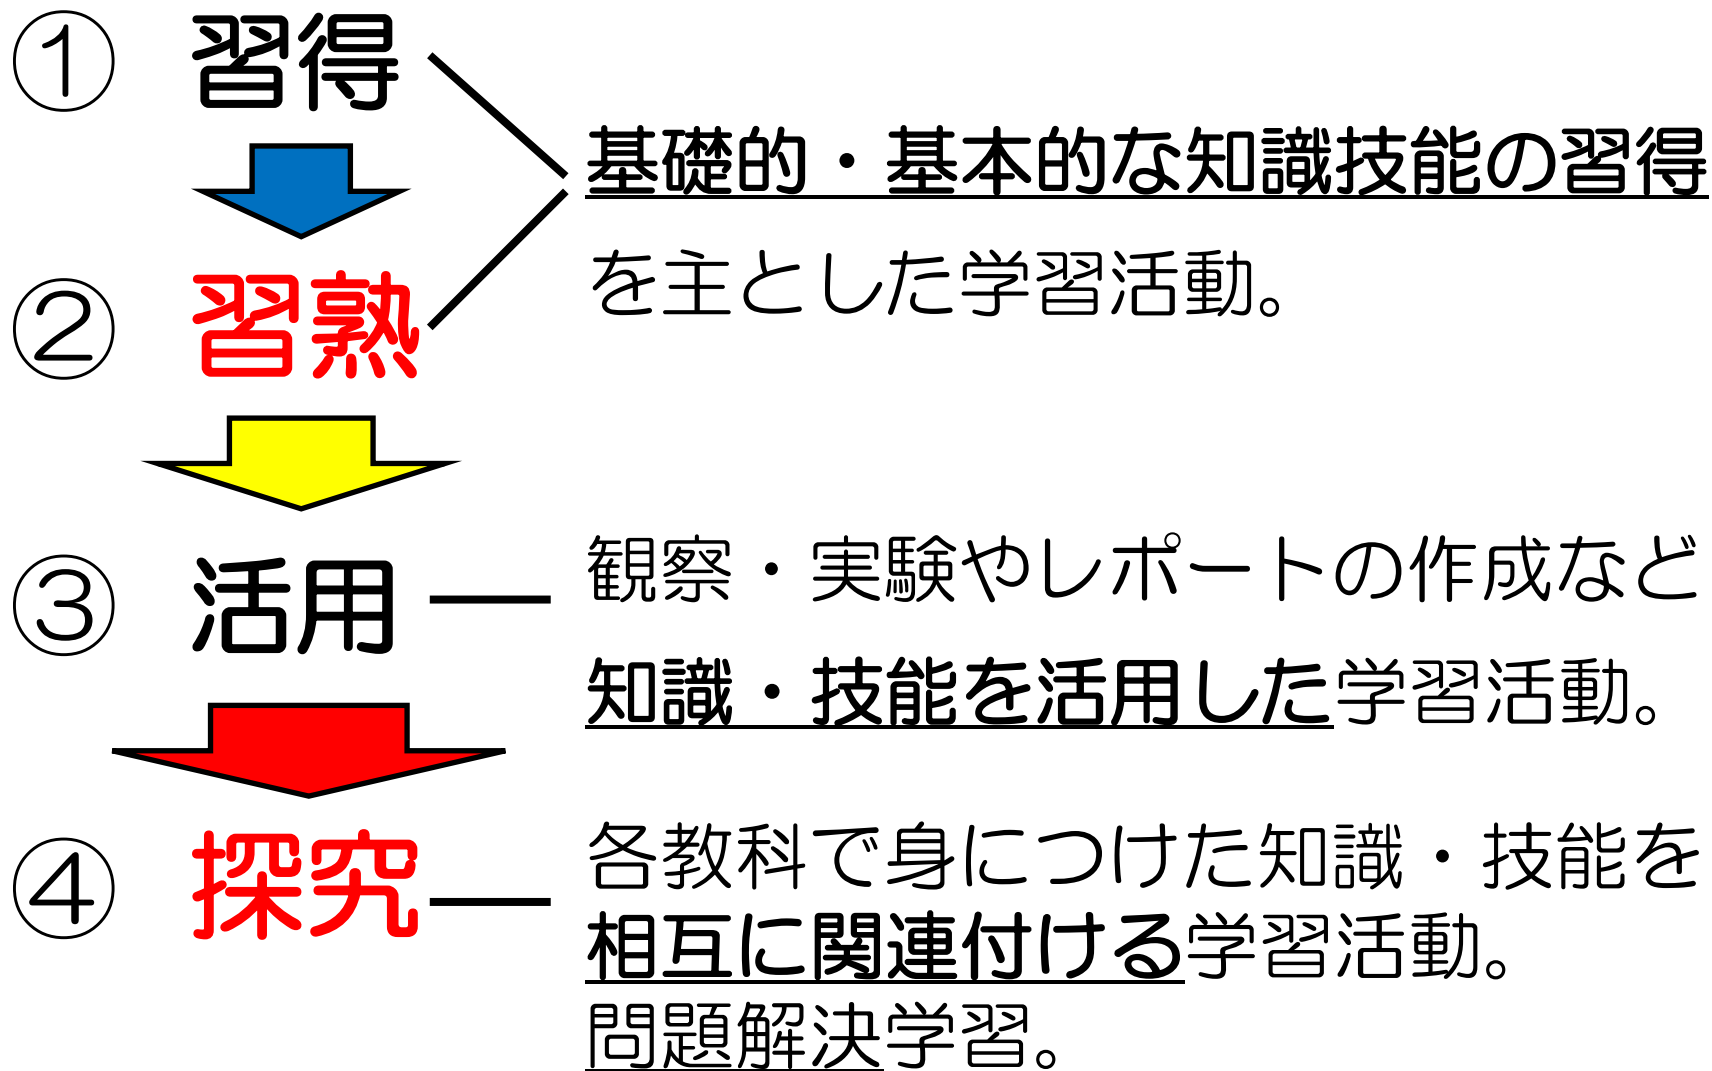 ① 習得
基礎的・基本的な知識技能の習得
を主とした学習活動。
② 習熟
③ 活用
観察・実験やレポートの作成など
知識・技能を活用した学習活動。
④ 探究
各教科で身につけた知識・技能を
相互に関連付ける学習活動。
問題解決学習。